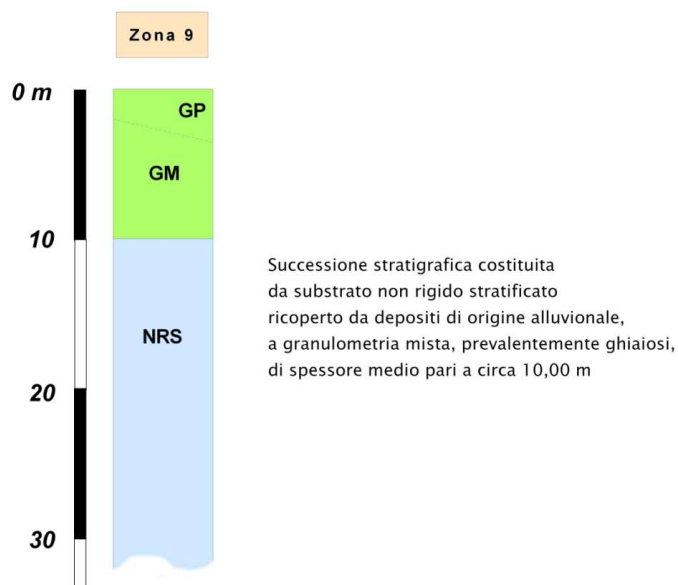 Zona 9
0 m
GP
GM
10
NRS
Successione stratigrafica costituita
da substrato non rigido stratificato
ricoperto da depositi di origine alluvionale,
a granulometria mista, prevalentemente ghiaiosi,
di spessore medio pari a circa 10,00 m
20
30